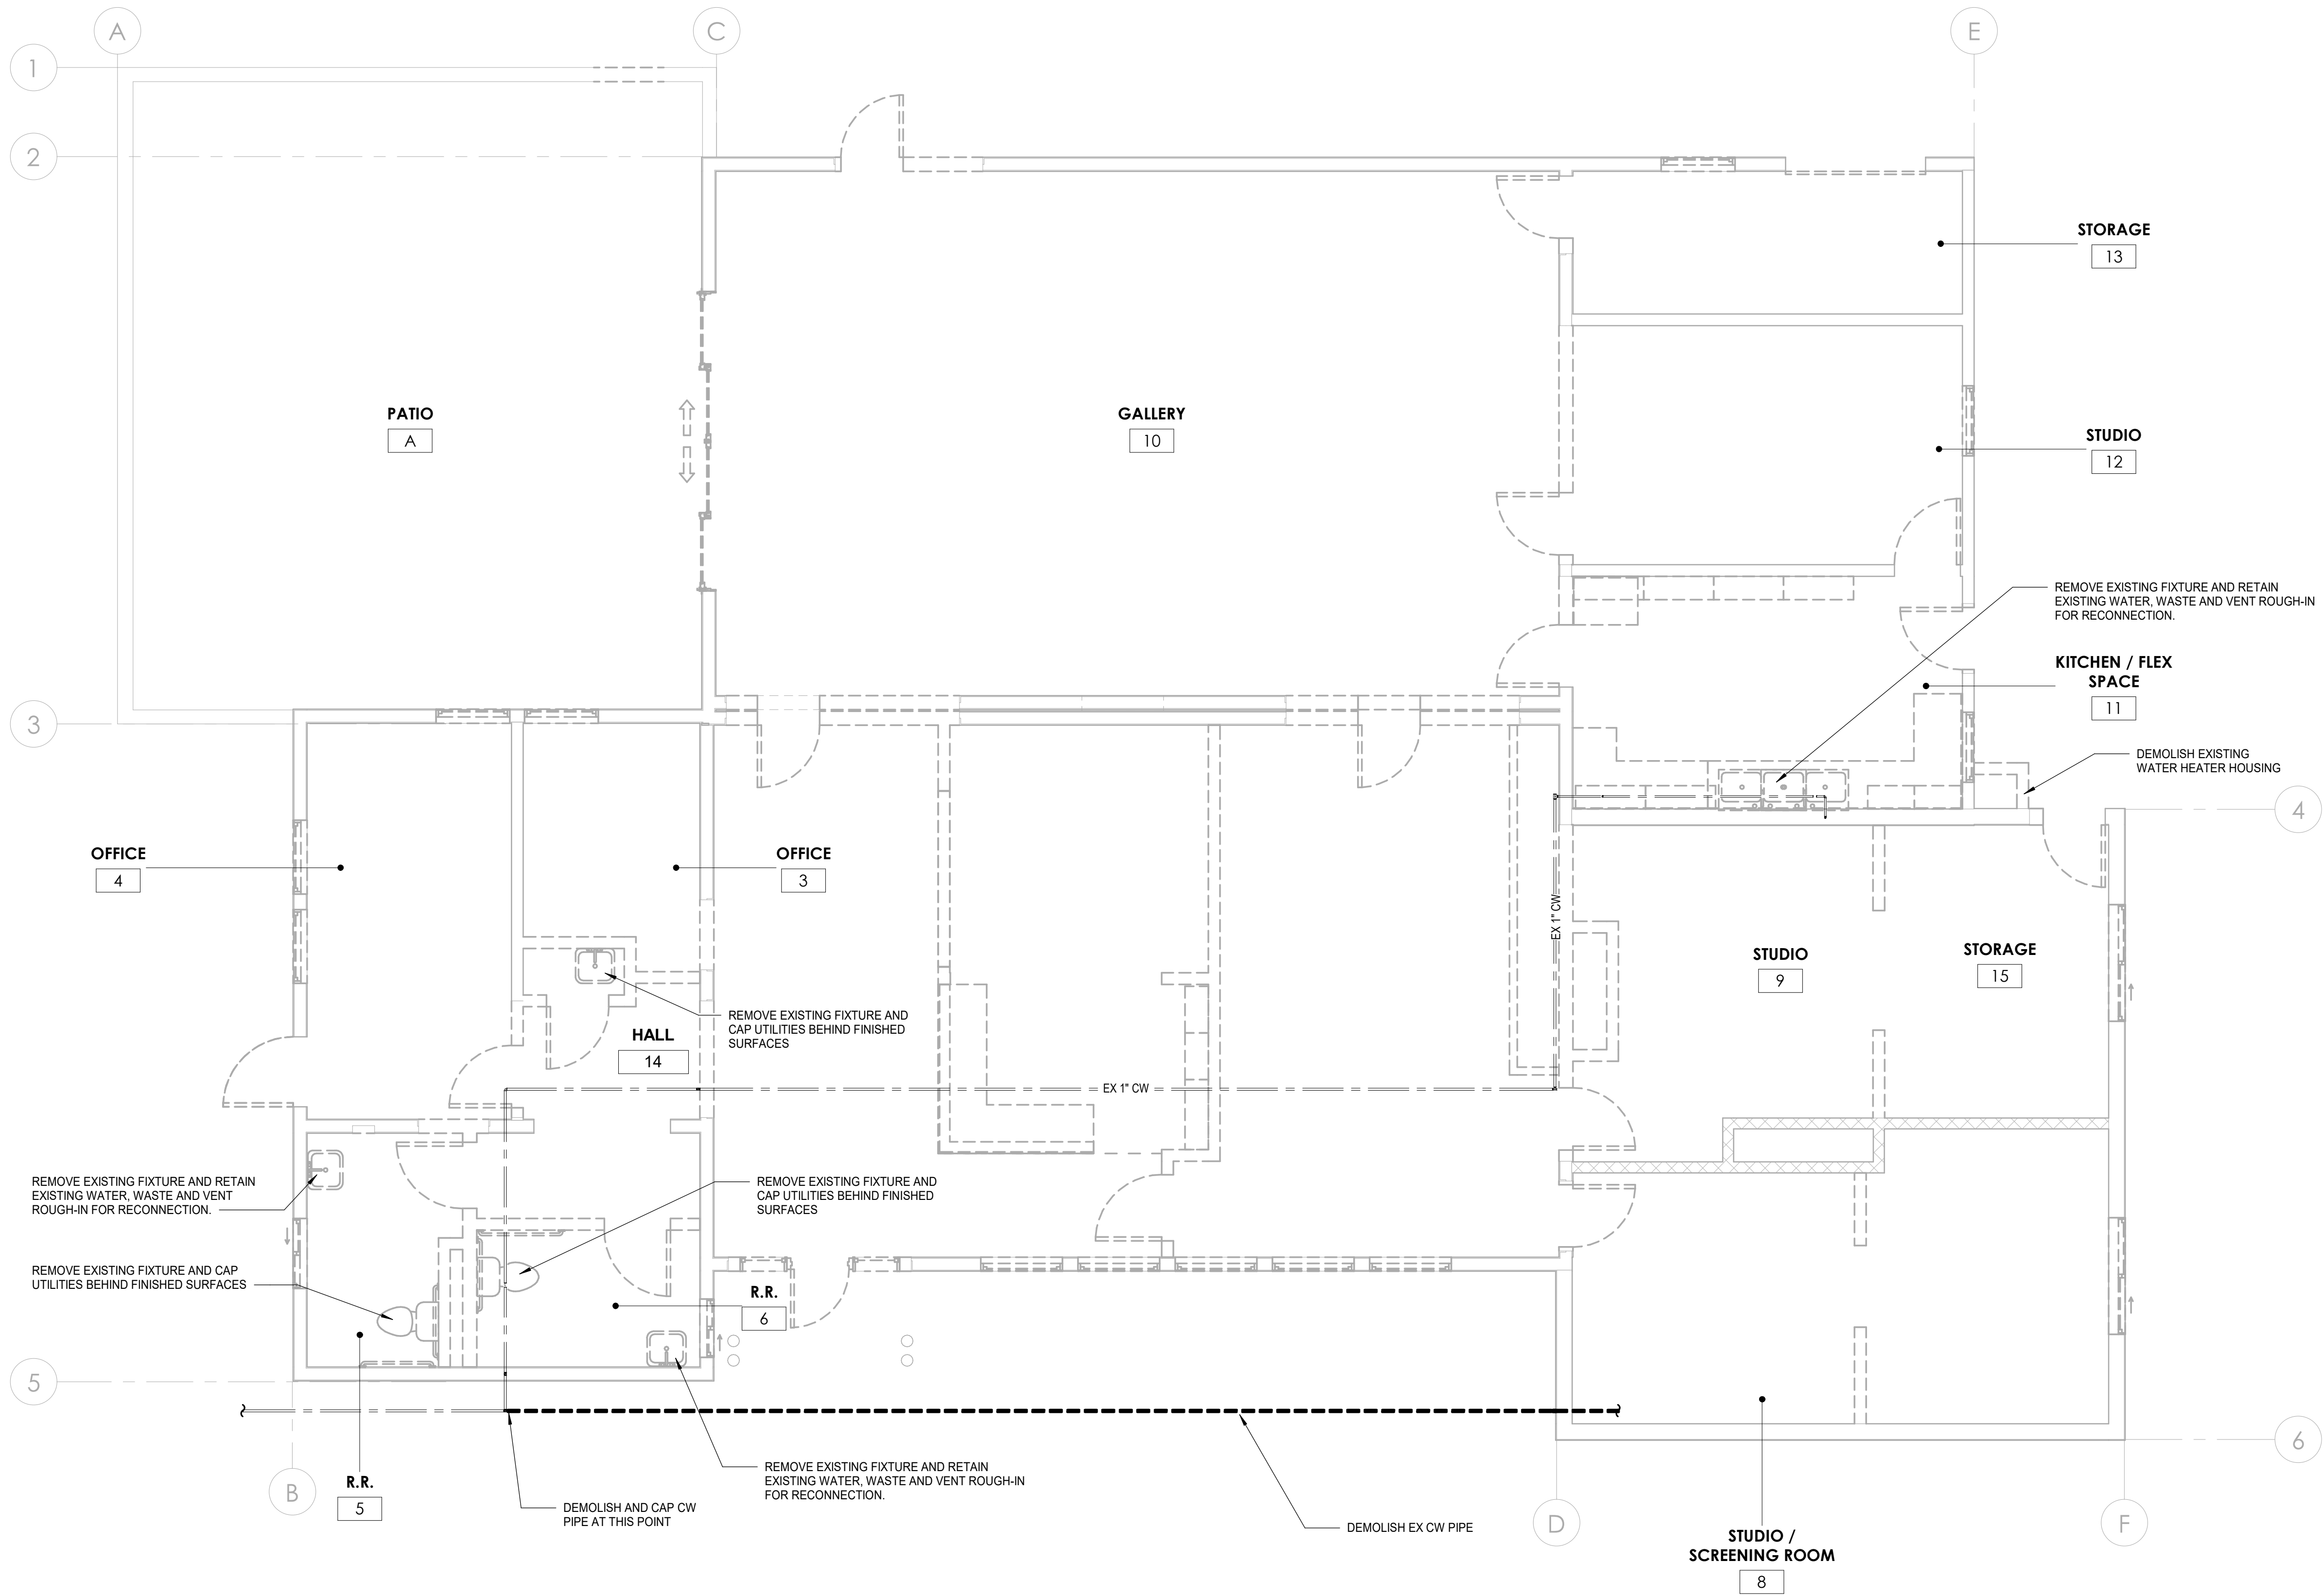 A
C
E
1
2
STORAGE
13
PATIO
A
GALLERY
10
STUDIO
12
REMOVE EXISTING FIXTURE AND RETAIN
EXISTING WATER, WASTE AND VENT ROUGH-IN
FOR RECONNECTION.
KITCHEN / FLEX
SPACE
11
3
DEMOLISH EXISTING
WATER HEATER HOUSING
4
OFFICE
4
OFFICE
3
EX 1" CW
STUDIO
9
STORAGE
15
REMOVE EXISTING FIXTURE AND
CAP UTILITIES BEHIND FINISHED
SURFACES
HALL
14
EX 1" CW
REMOVE EXISTING FIXTURE AND RETAIN
EXISTING WATER, WASTE AND VENT
ROUGH-IN FOR RECONNECTION.
REMOVE EXISTING FIXTURE AND
CAP UTILITIES BEHIND FINISHED
SURFACES
REMOVE EXISTING FIXTURE AND CAP
UTILITIES BEHIND FINISHED SURFACES
R.R.
6
5
6
B
R.R.
5
REMOVE EXISTING FIXTURE AND RETAIN
EXISTING WATER, WASTE AND VENT ROUGH-IN
FOR RECONNECTION.
DEMOLISH AND CAP CW
PIPE AT THIS POINT
DEMOLISH EX CW PIPE
D
F
STUDIO /
SCREENING ROOM
8